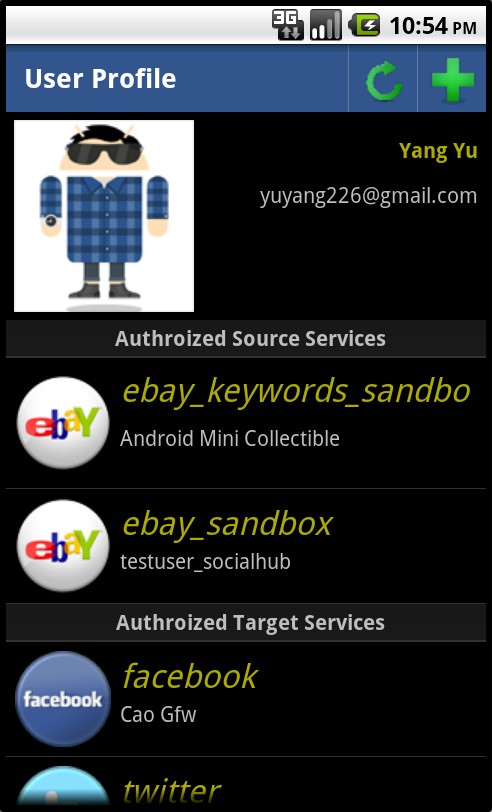 3G 10:54 PM
User Profile
Yang Yu
yuyang226@gmail.com
Authroized Source Services
ebay
ebay_keywords_sandbo
Android Mini Collectible
ebay
ebay_sandbox
testuser_socialhub
Authroized Target Services
facebook
facebook
Cao Gfw
twitter